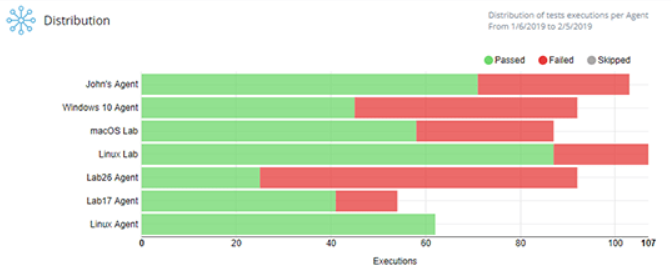 Distribution
Distribution of tests executions per Agent
From 1/6/2019 to 2/5/2019
Passed Failed Skipped
John's Agent
Windows 10 Agent
macOS Lab
Linux Lab
Lab26 Agent
Lab17 Agent
Linux Agent
0 20 40 60 80 100 107
Executions